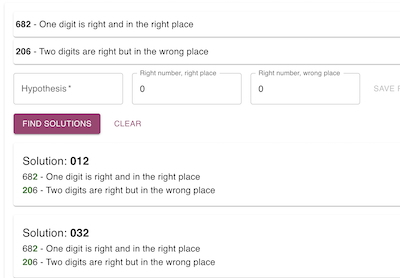 682 - One digit is right and in the right place
206 - Two digits are right but in the wrong place
Right number, right place
Right number, wrong place
Hypothesis *
0
0
SAVE
FIND SOLUTIONS
CLEAR
Solution: 012
682 - One digit is right and in the right place
206 - Two digits are right but in the wrong place
Solution: 032
682 - One digit is right and in the right place
206 - Two digits are right but in the wrong place